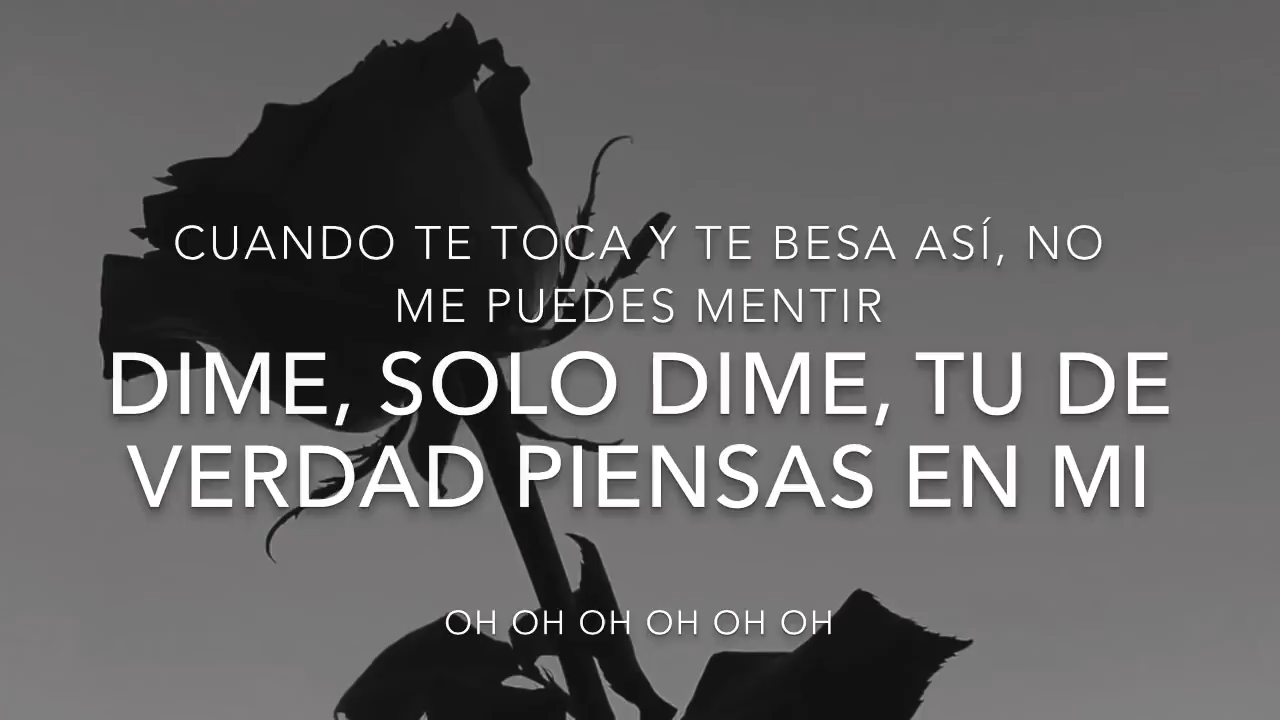 CUANDO TE TOCA Y TE BESA ASÍ, NO
ME PUEDES MENTIR
DIME, SOLO DIME, TU DE
VERDAD PIENSAS EN MI
OH OH OH OH OH OH